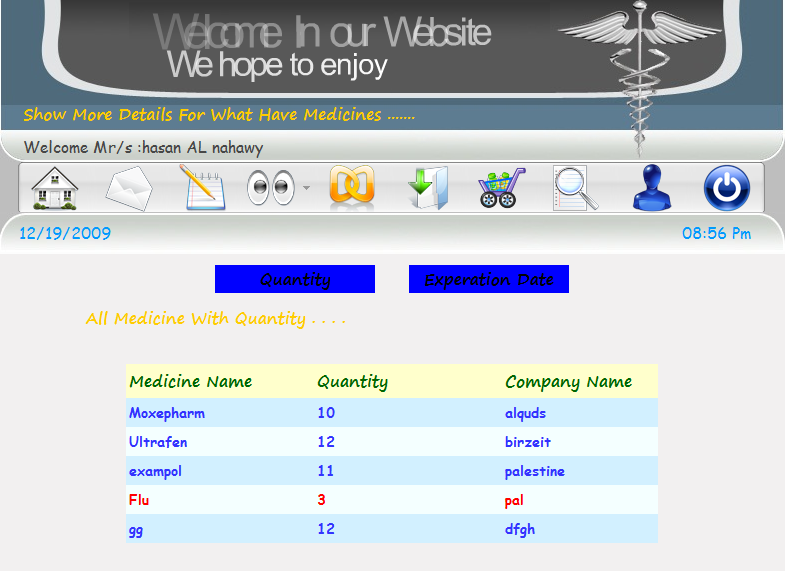 Welcome In our Website
We hope to enjoy
Show More Details For What Have Medicines .......
Welcome Mr/s :hasan AL nahawy
12/19/2009 08:56 Pm
Quantity Experation Date
All Medicine With Quantity . . . .
Medicine Name Quantity Company Name
Moxepharm 10 alquds
Ultrafen 12 birzeit
exampol 11 palestine
Flu 3 pal
gg 12 dfgh